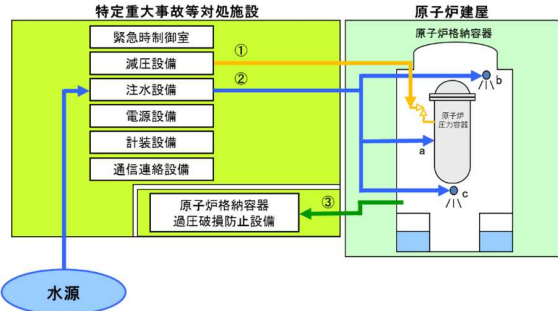 特定重大事故等対処施設
原子炉建屋
緊急時制御室
減圧設備
注水設備
電源設備
計装設備
通信連絡設備
原子炉格納容器
過圧破損防止設備
①
②
③
原子炉格納容器
原子炉
圧力容器
a
b
c
水源